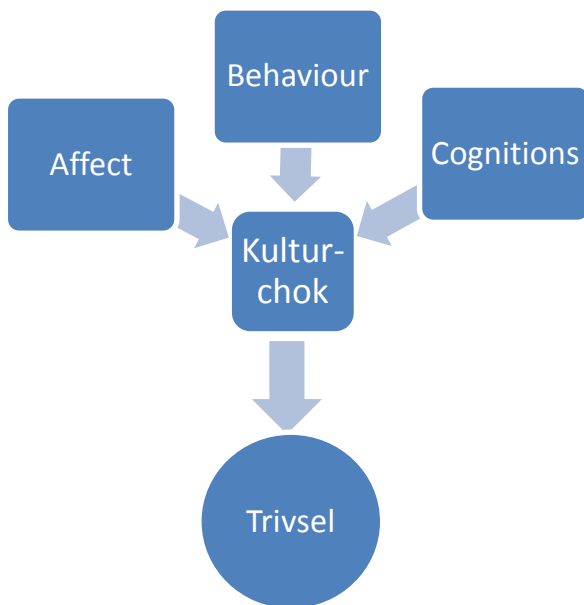 Behaviour
Affect
Cognitions
Kultur-
chok
Trivsel